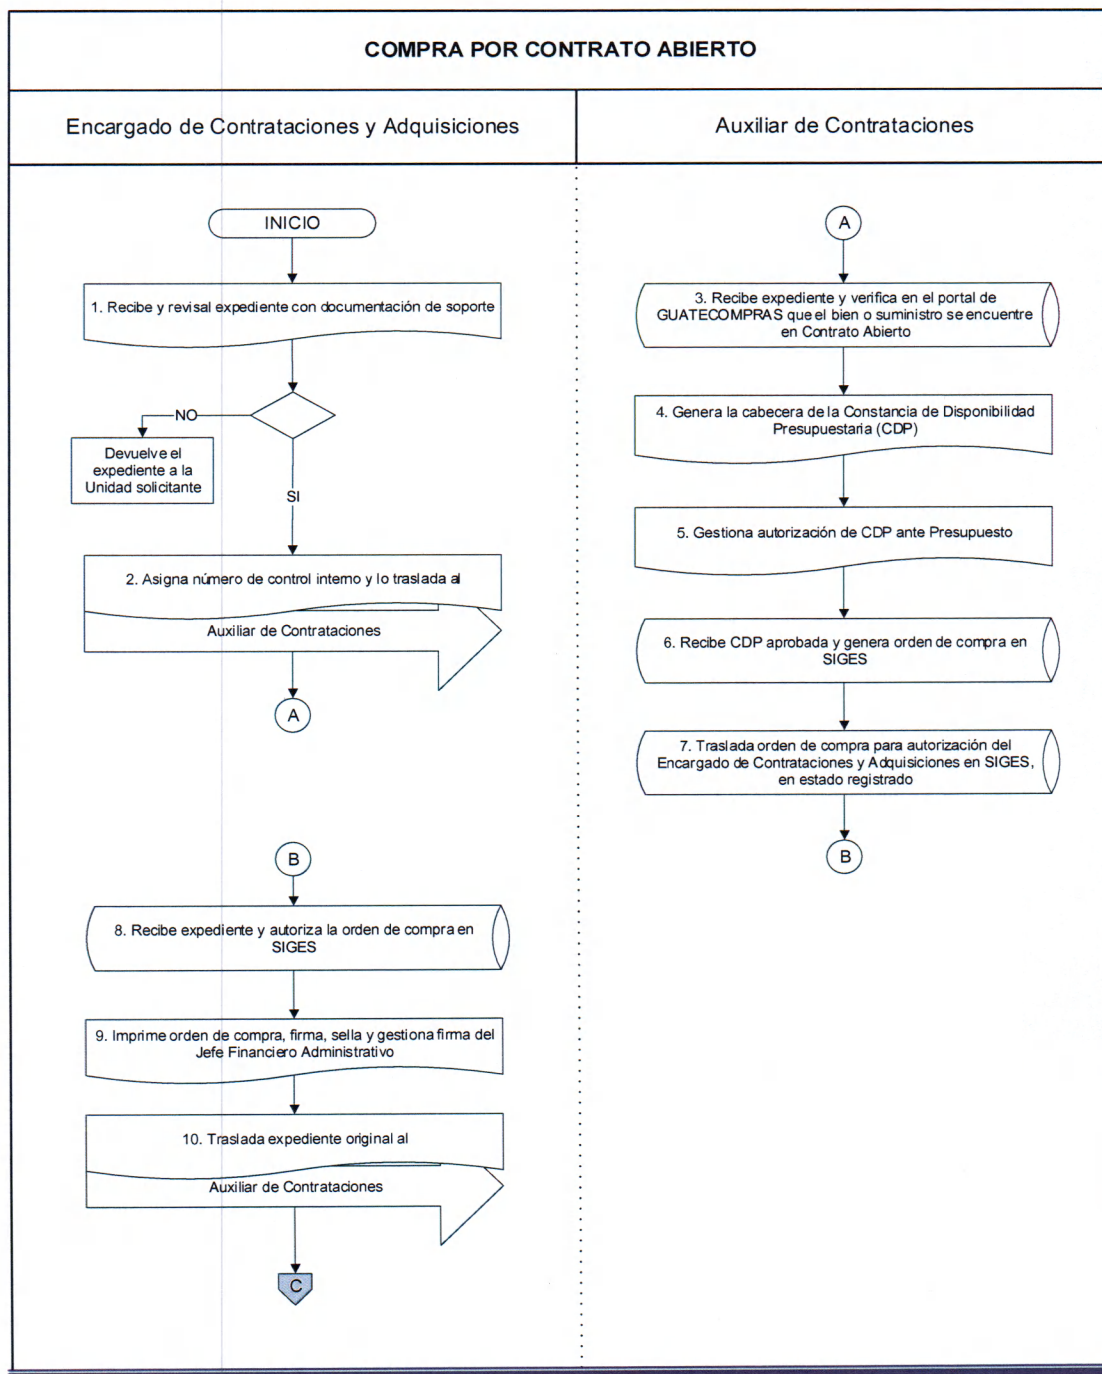 COMPRA POR CONTRATO ABIERTO
Encargado de Contrataciones y Adquisiciones
Auxiliar de Contrataciones
INICIO
1. Recibe y revisal expediente con documentación de soporte
NO
Devuelve el
expediente a la
Unidad solicitante
SI
2. Asigna número de control interno y lo traslada al
Auxiliar de Contrataciones
A
B
8. Recibe expediente y autoriza la orden de compra en
SIGES
9. Imprime orden de compra, firma, sella y gestiona firma del
Jefe Financiero Administrativo
10. Traslada expediente original al
Auxiliar de Contrataciones
C
A
3. Recibe expediente y verifica en el portal de
GUATECOMPRAS que el bien o suministro se encuentre
en Contrato Abierto
4. Genera la cabecera de la Constancia de Disponibilidad
Presupuestaria (CDP)
5. Gestiona autorización de CDP ante Presupuesto
6. Recibe CDP aprobada y genera orden de compra en
SIGES
7. Traslada orden de compra para autorización del
Encargado de Contrataciones y Adquisiciones en SIGES,
en estado registrado
B